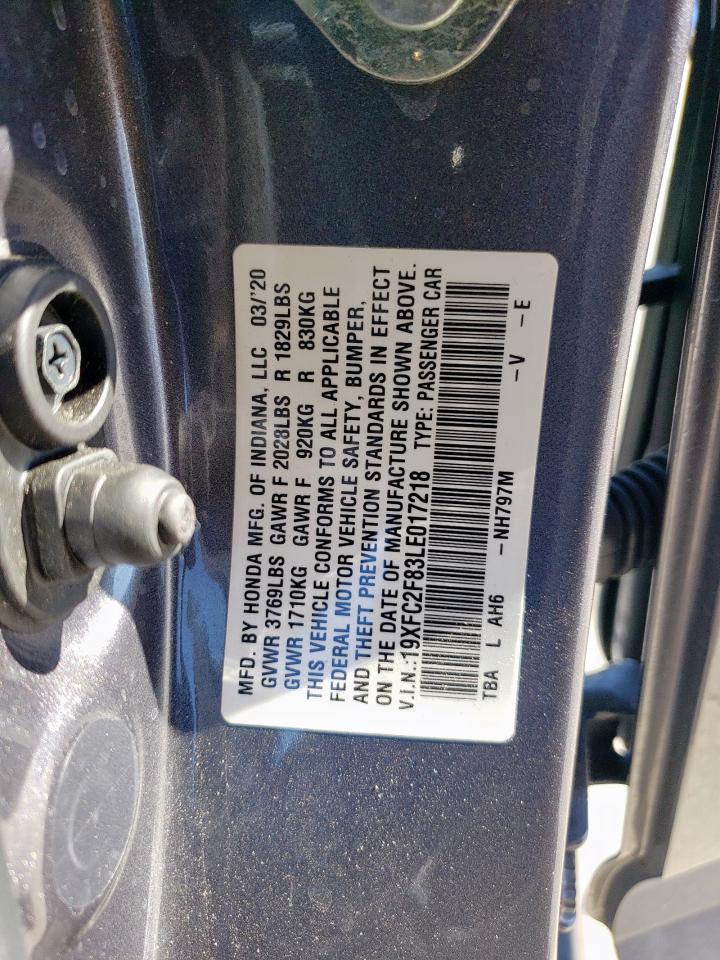 MFD. BY HONDA MFG. OF INDIANA, LLC 03/'20
GVWR 3769LBS GAWR F 2028LBS R 1829LBS
GVWR 1710KG GAWR F 920KG R 830KG
THIS VEHICLE CONFORMS TO ALL APPLICABLE
FEDERAL MOTOR VEHICLE SAFETY, BUMPER,
AND THEFT PREVENTION STANDARDS IN EFFECT
ON THE DATE OF MANUFACTURE SHOWN ABOVE.
V.I.N.:19XFC2F83LE017218 TYPE: PASSENGER CAR
TBA L AH6 -NH797M -V -E